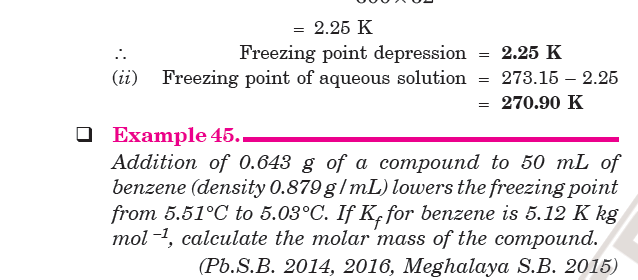 = 2.25 K
∴ Freezing point depression = 2.25 K
(ii) Freezing point of aqueous solution = 273.15 – 2.25
= 270.90 K
❑ Example 45.
Addition of 0.643 g of a compound to 50 mL of
benzene (density 0.879 g/mL) lowers the freezing point
from 5.51°C to 5.03°C. If K_f for benzene is 5.12 K kg
mol⁻¹, calculate the molar mass of the compound.
(Pb.S.B. 2014, 2016, Meghalaya S.B. 2015)